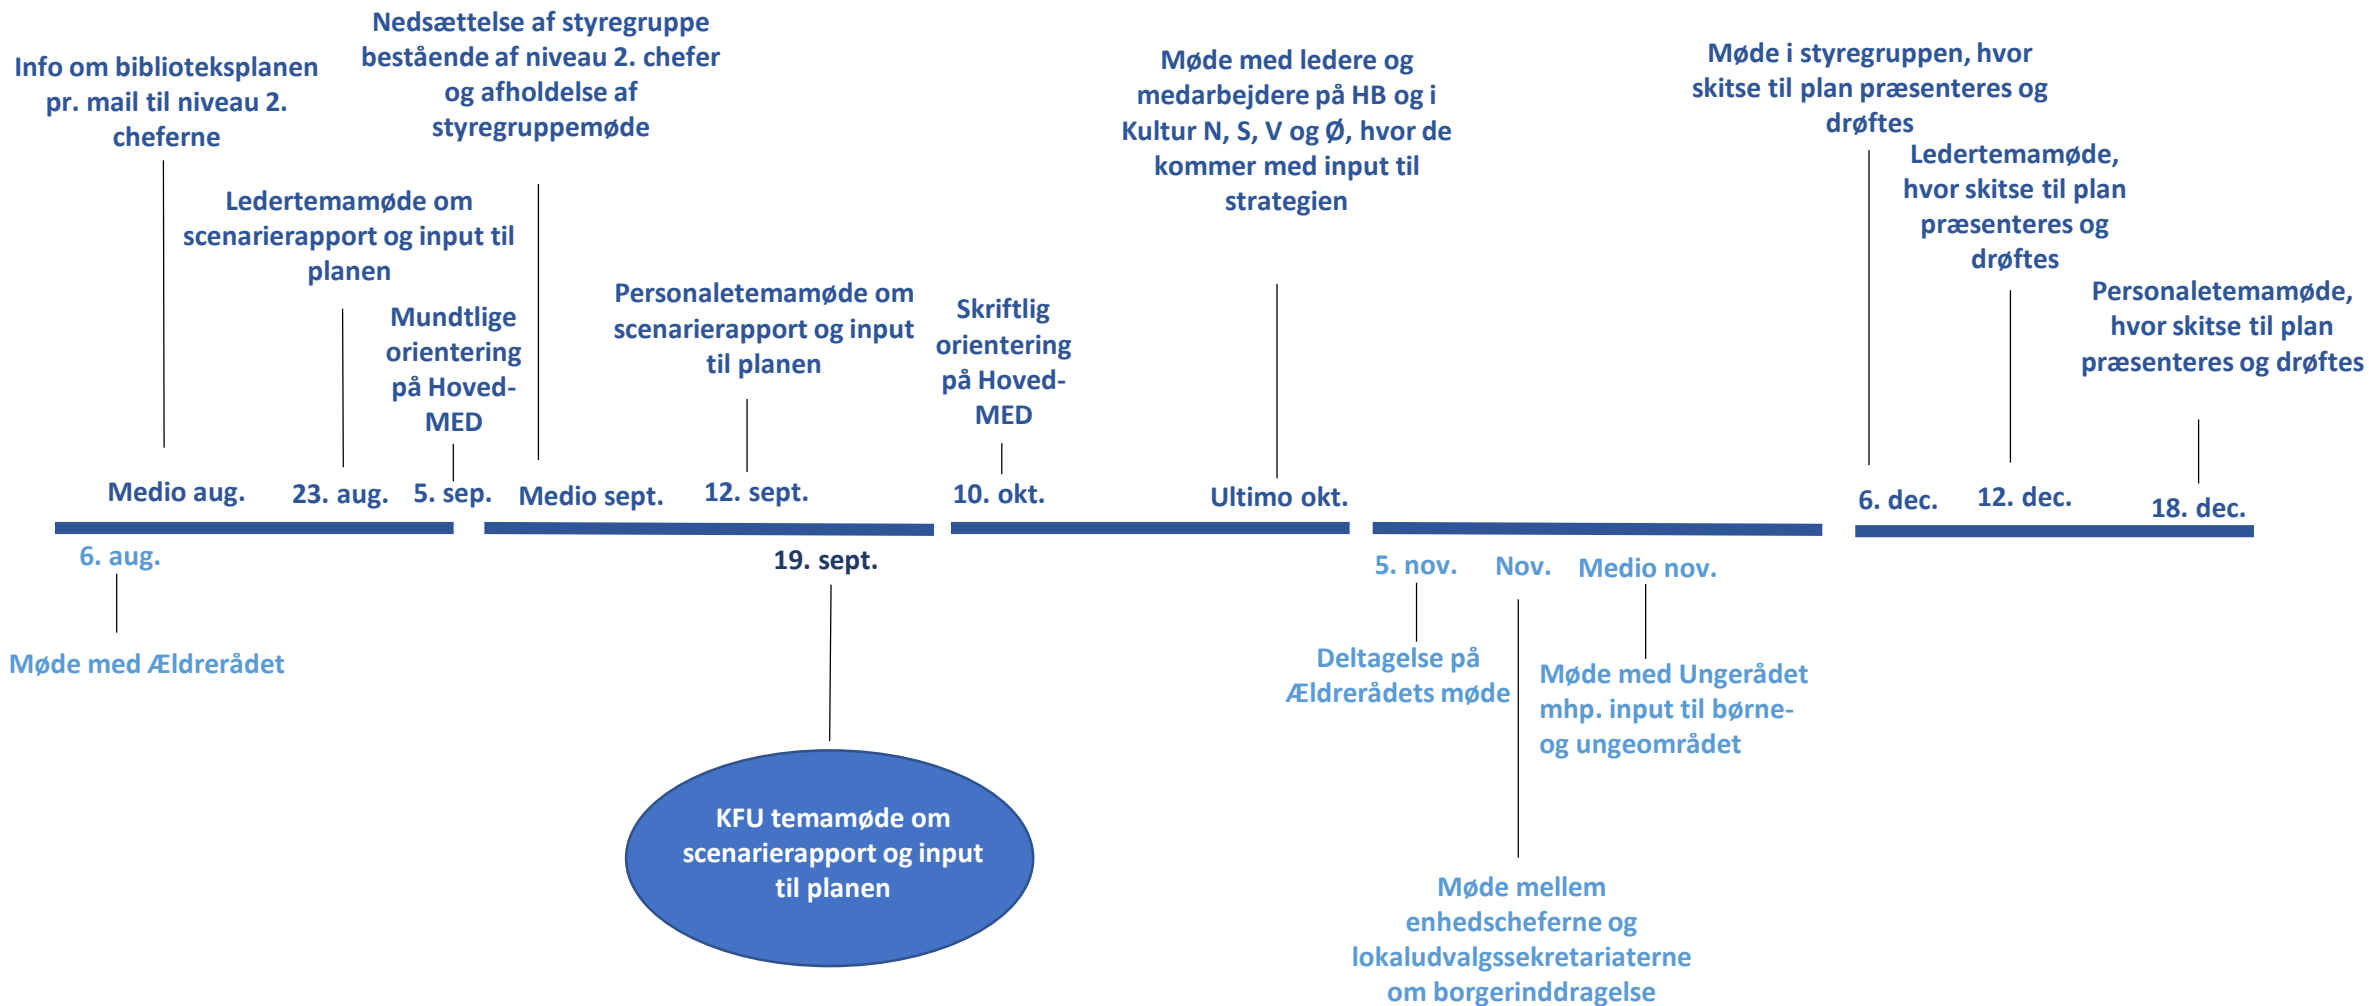 Info om biblioteksplanen
pr. mail til niveau 2.
cheferne
Ledertemamøde om
scenarierapport og input til
planen
Mundtlige
orientering
på Hoved-
MED
Nedsættelse af styregruppe
bestående af niveau 2. chefer
og afholdelse af
styregruppemøde
Personaletemamøde om
scenarierapport og input
til planen
Skriftlig
orientering
på Hoved-
MED
Møde med ledere og
medarbejdere på HB og i
Kultur N, S, V og Ø, hvor de
kommer med input til
strategien
Møde i styregruppen, hvor
skitse til plan præsenteres og
drøftes
Ledertemamøde,
hvor skitse til plan
præsenteres og
drøftes
Personaletemamøde,
hvor skitse til plan
præsenteres og drøftes
Medio aug.
23. aug.
5. sep.
Medio sept.
12. sept.
10. okt.
Ultimo okt.
6. dec.
12. dec.
18. dec.
6. aug.
19. sept.
5. nov.
Nov.
Medio nov.
Møde med Ældrerådet
KFU temamøde om
scenarierapport og input
til planen
Deltagelse på
Ældrerådets møde
Møde med Ungerådet
mhp. input til børne-
og ungeområdet
Møde mellem
enhedscheferne og
lokaludvalgssekretariaterne
om borgerinddragelse